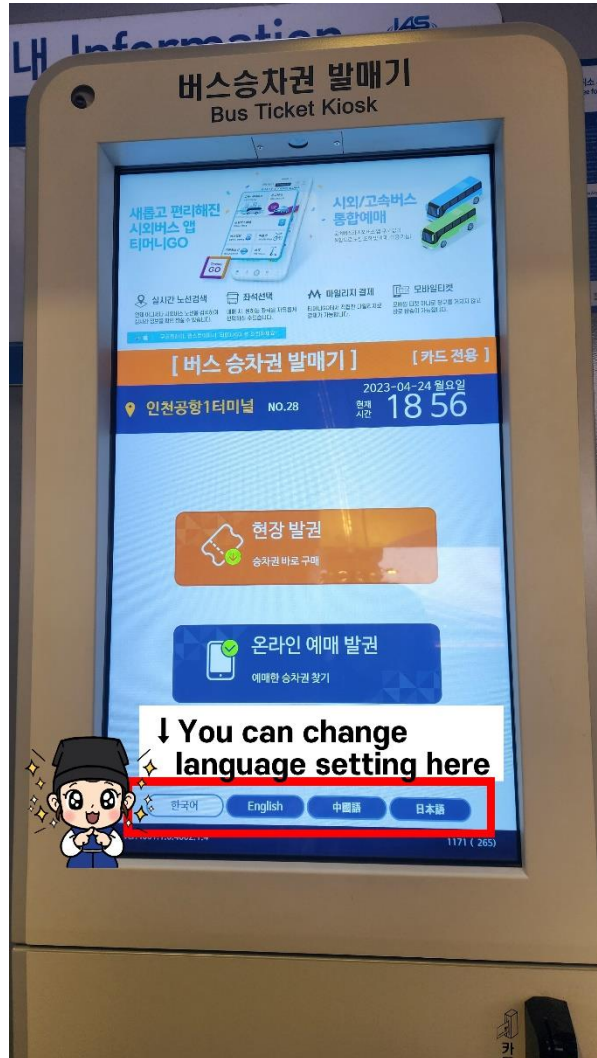 내 Information
버스승차권 발매기
Bus Ticket Kiosk
새롭고 편리해진
시외버스 앱
티머니GO
시외/고속버스
통합예매
실시간 노선검색
좌석선택
마일리지 결제
모바일티켓
[ 버스 승차권 발매기 ]
[ 카드 전용 ]
인천공항1터미널 NO.28
2023-04-24 월요일
현재
시간
18 56
현장 발권
승차권 바로 구매
온라인 예매 발권
예매한 승차권 찾기
↓ You can change
language setting here
한국어
English
中國語
日本語
1171 ( 265)
카